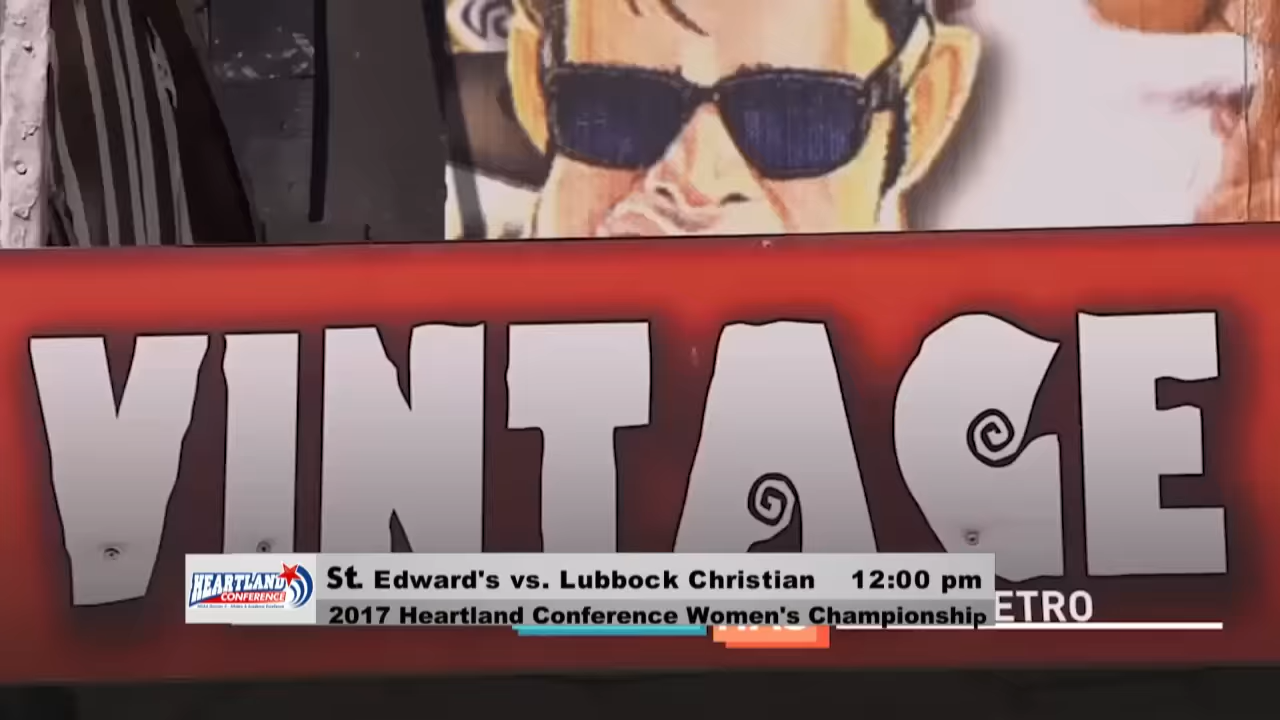 VINTAGE
HEARTLAND
CONFERENCE
St. Edward's vs. Lubbock Christian 12:00 pm
2017 Heartland Conference Women's Championship
ETRO